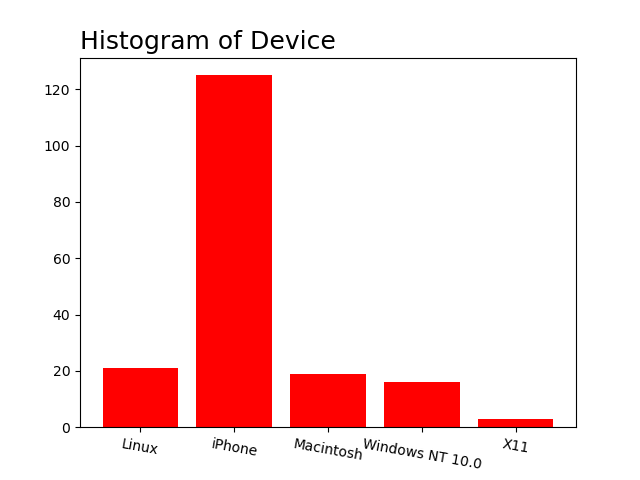 Histogram of Device
120
100
80
60
40
20
0
Linux
iPhone
Macintosh
Windows NT 10.0
X11